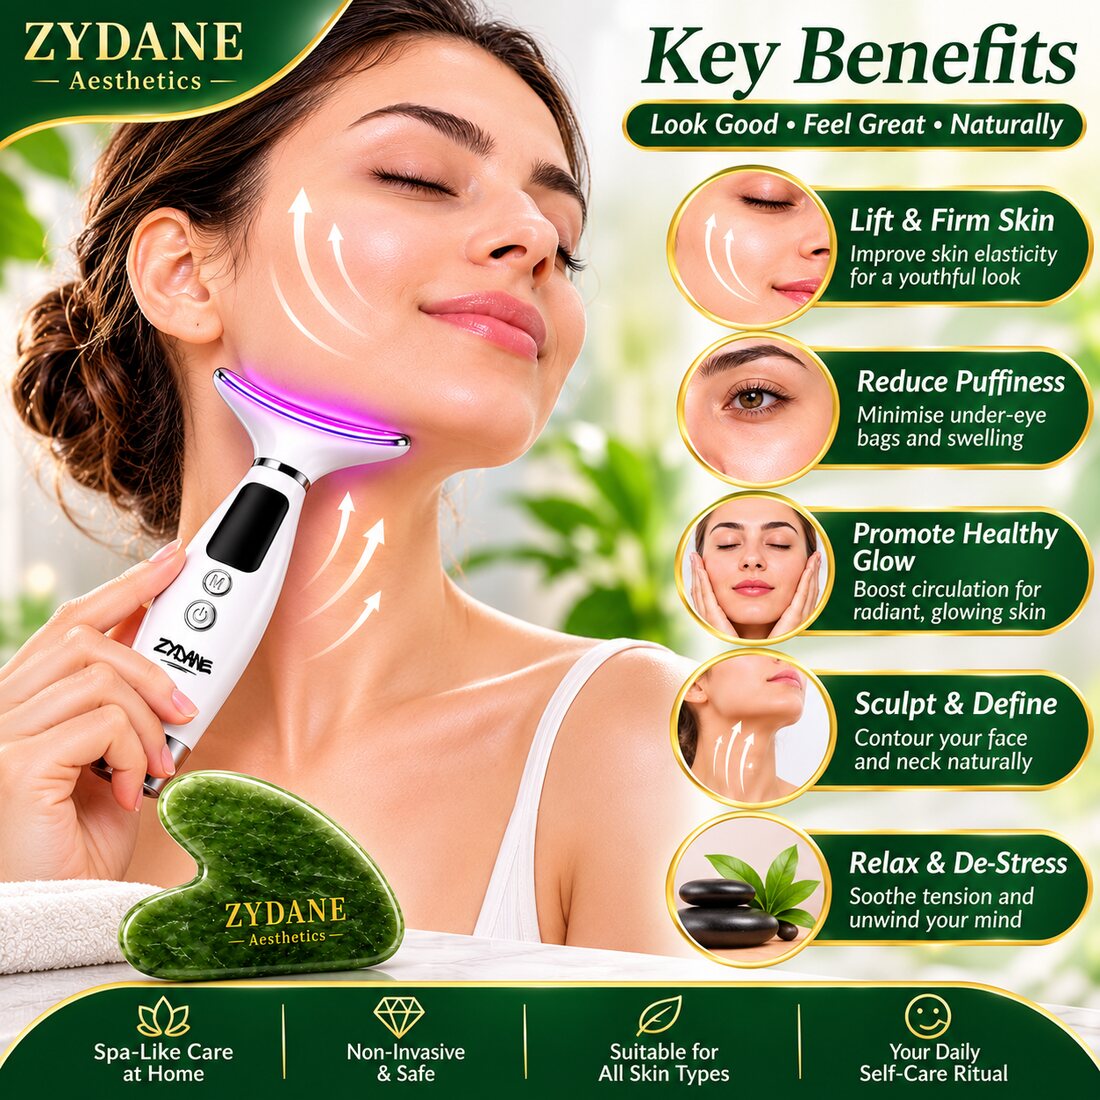 ZYDANE
Aesthetics
Key Benefits
Look Good • Feel Great • Naturally
Lift & Firm Skin
Improve skin elasticity
for a youthful look
Reduce Puffiness
Minimise under-eye
bags and swelling
Promote Healthy
Glow
Boost circulation for
radiant, glowing skin
Sculpt & Define
Contour your face
and neck naturally
Relax & De-Stress
Soothe tension and
unwind your mind
M
ZYDANE
ZYDANE
Aesthetics
Spa-Like Care
at Home
Non-Invasive
& Safe
Suitable for
All Skin Types
Your Daily
Self-Care Ritual